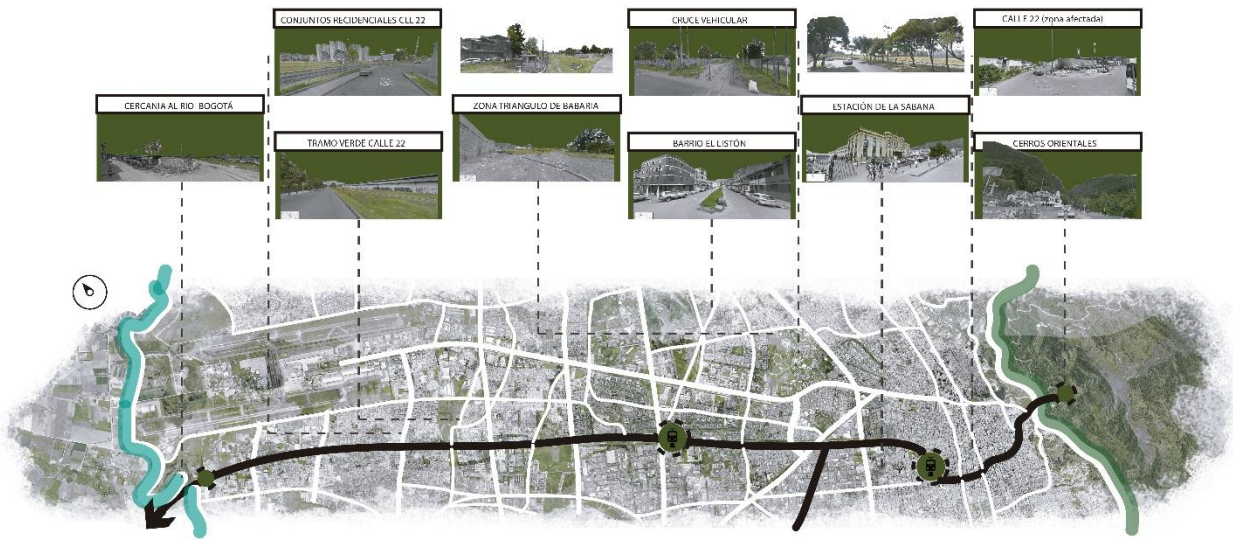 CONJUNTOS RECIDENCIALES CLL 22
CRUCE VEHICULAR
CALLE 22 (zona afectada)
CERCANIA AL RIO BOGOTÁ
ZONA TRIANGULO DE BABARIA
ESTACIÓN DE LA SABANA
TRAMO VERDE CALLE 22
BARRIO EL LISTÓN
CERROS ORIENTALES